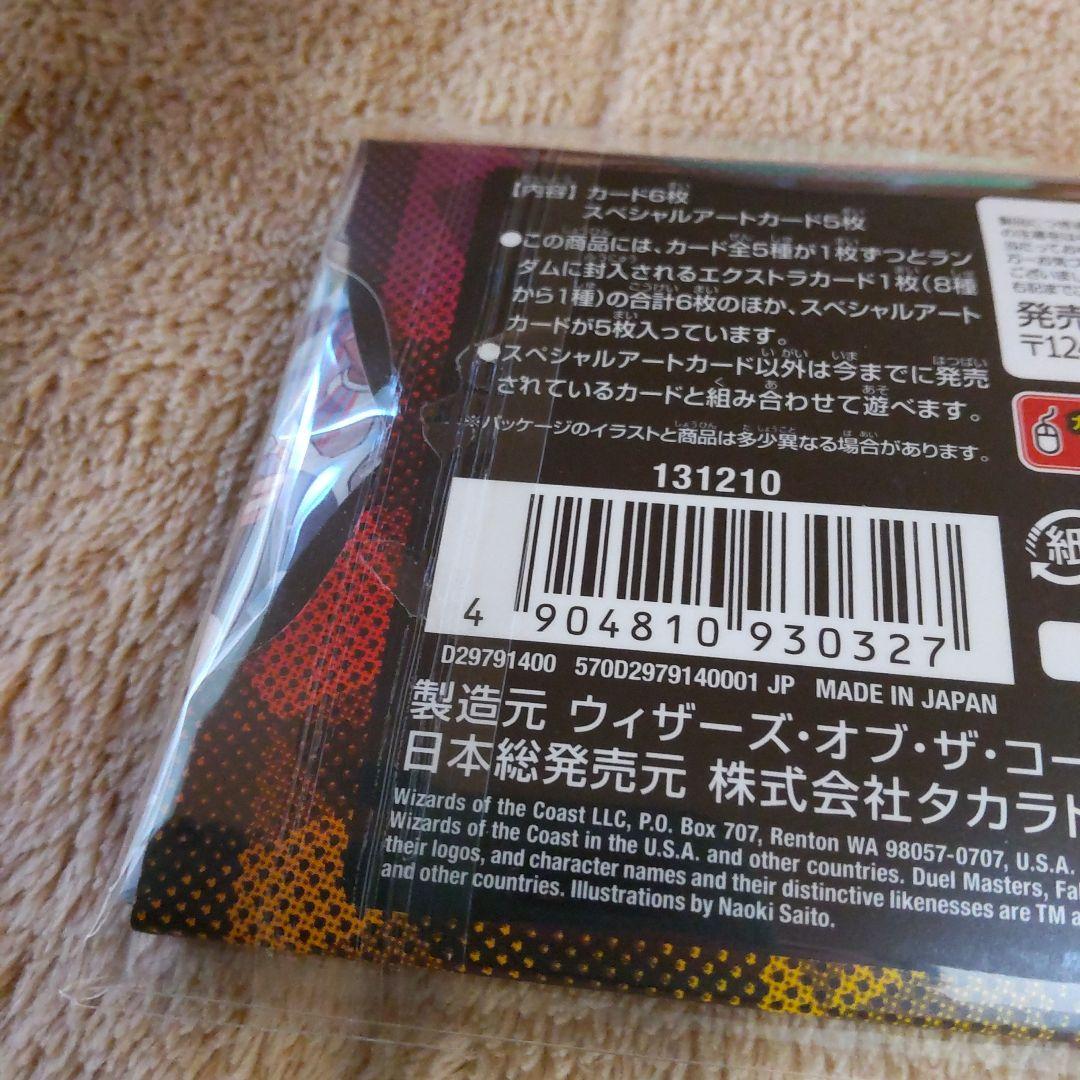 【内容】 カード6枚
スペシャルアートカード5枚
●この商品には、カード全5種が1枚ずつとラン
ダムに封入されるエクストラカード1枚(8種
から1種)の合計6枚のほか、スペシャルアート
カードが5枚入っています。
●スペシャルアートカード以外は今までに発売
されているカードと組み合わせて遊べます。
※パッケージのイラストと商品は多少異なる場合があります。
131210
4 904810 930327
D29791400 570D29791400001 JP MADE IN JAPAN
製造元 ウィザーズ・オブ・ザ・コー
日本総発売元 株式会社タカラト
Wizards of the Coast LLC, P.O. Box 707, Renton WA 98057-0707, U.S.A.
Wizards of the Coast in the U.S.A. and other countries. Duel Masters, Fa
their logos, and character names and their distinctive likenesses are TM a
and other countries. Illustrations by Naoki Saito.
発売
〒124
紙